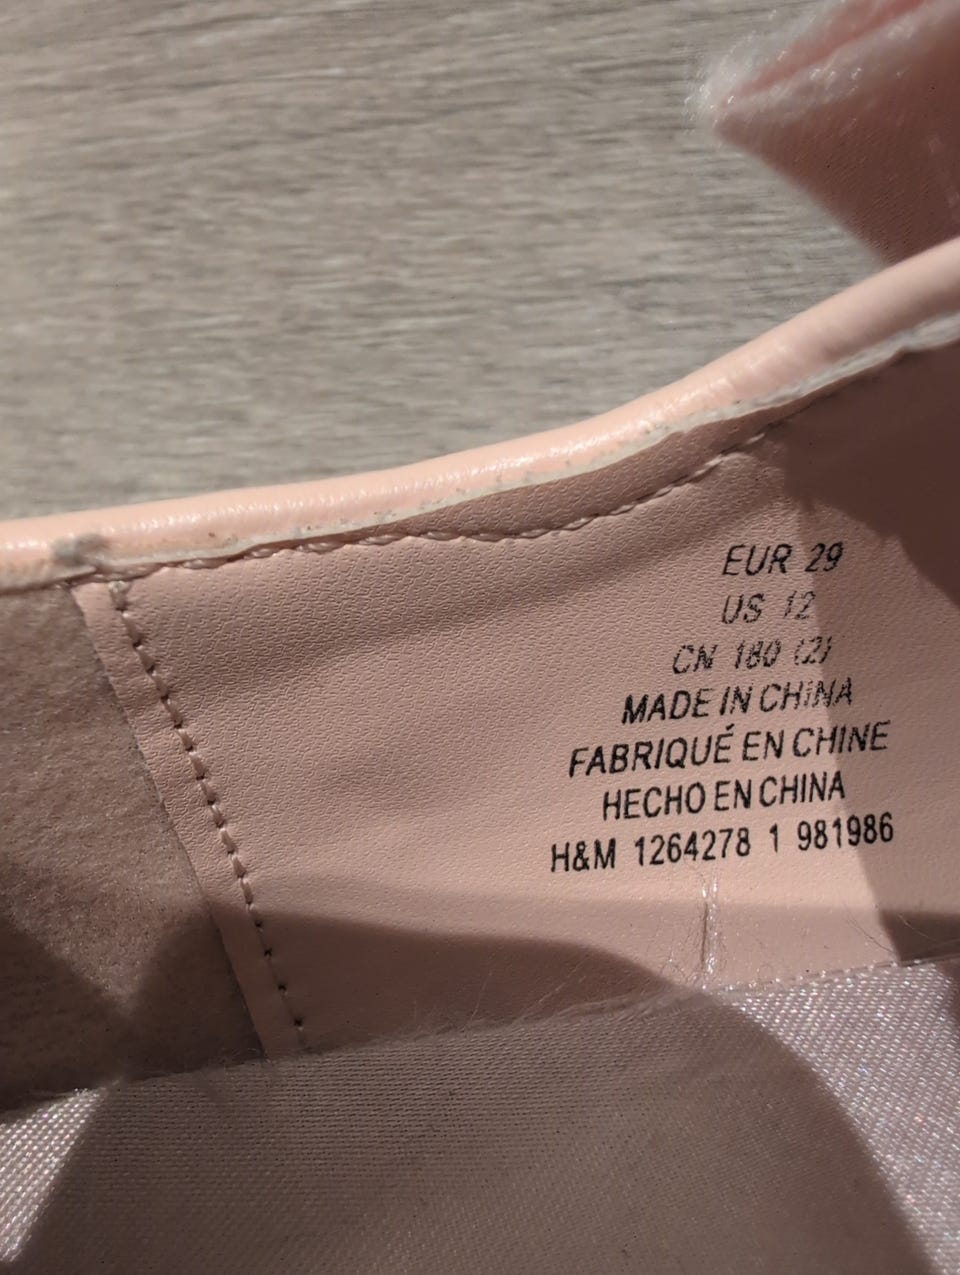 EUR 29
US 12
CN 180 (2)
MADE IN CHINA
FABRIQUÉ EN CHINE
HECHO EN CHINA
H&M 1264278 1 981986